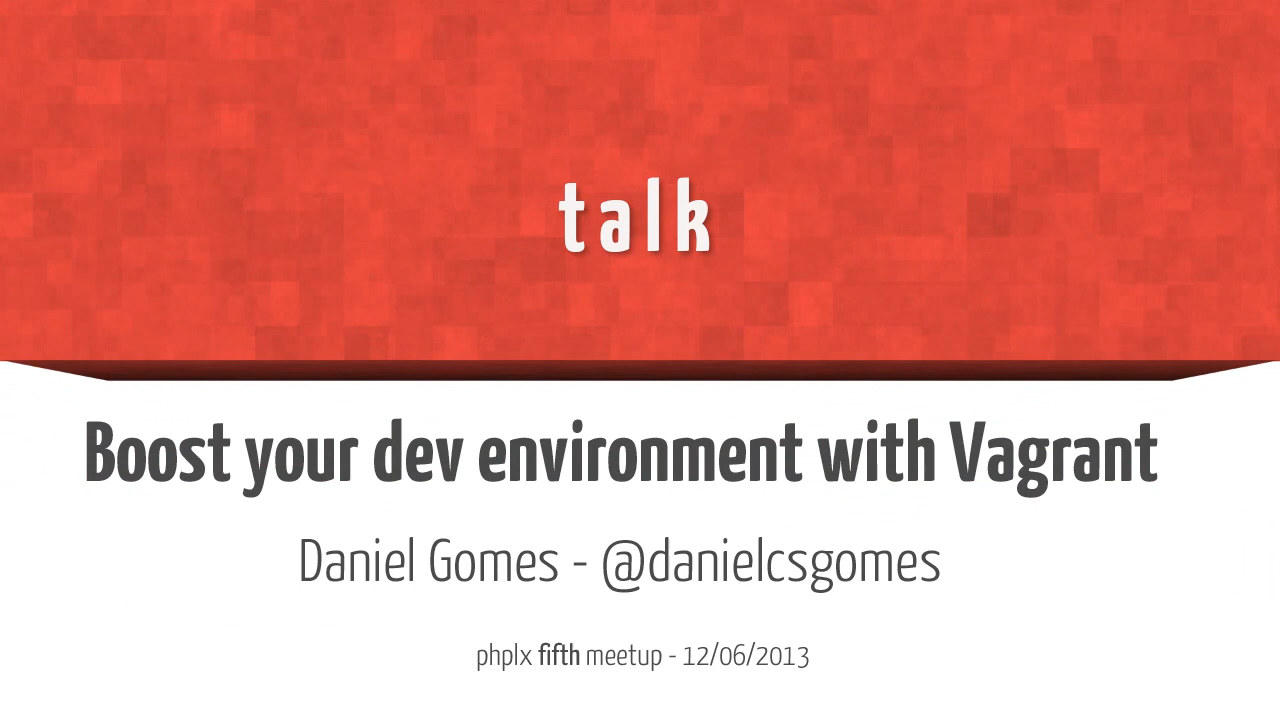 talk
Boost your dev environment with Vagrant
Daniel Gomes - @danielcsgomes
phplx fifth meetup - 12/06/2013